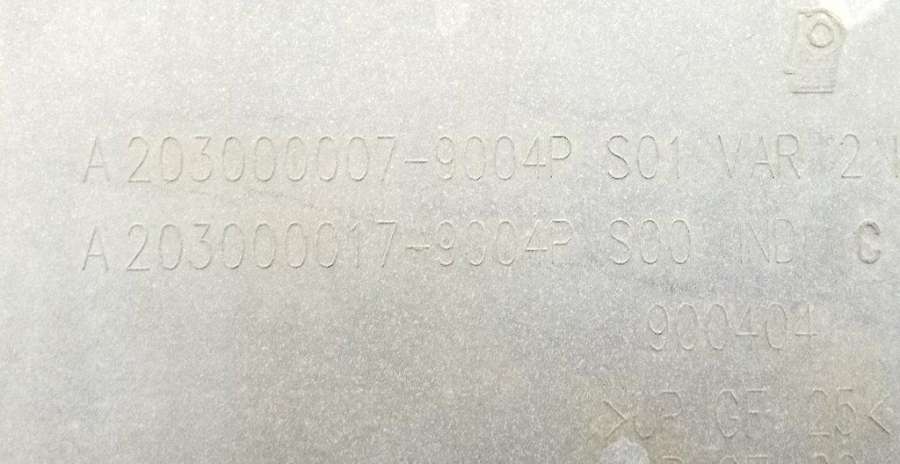 A 203000007-9004P S01 VAR 2
A 203000017-9004P S00 IND C
900404
GF 25<